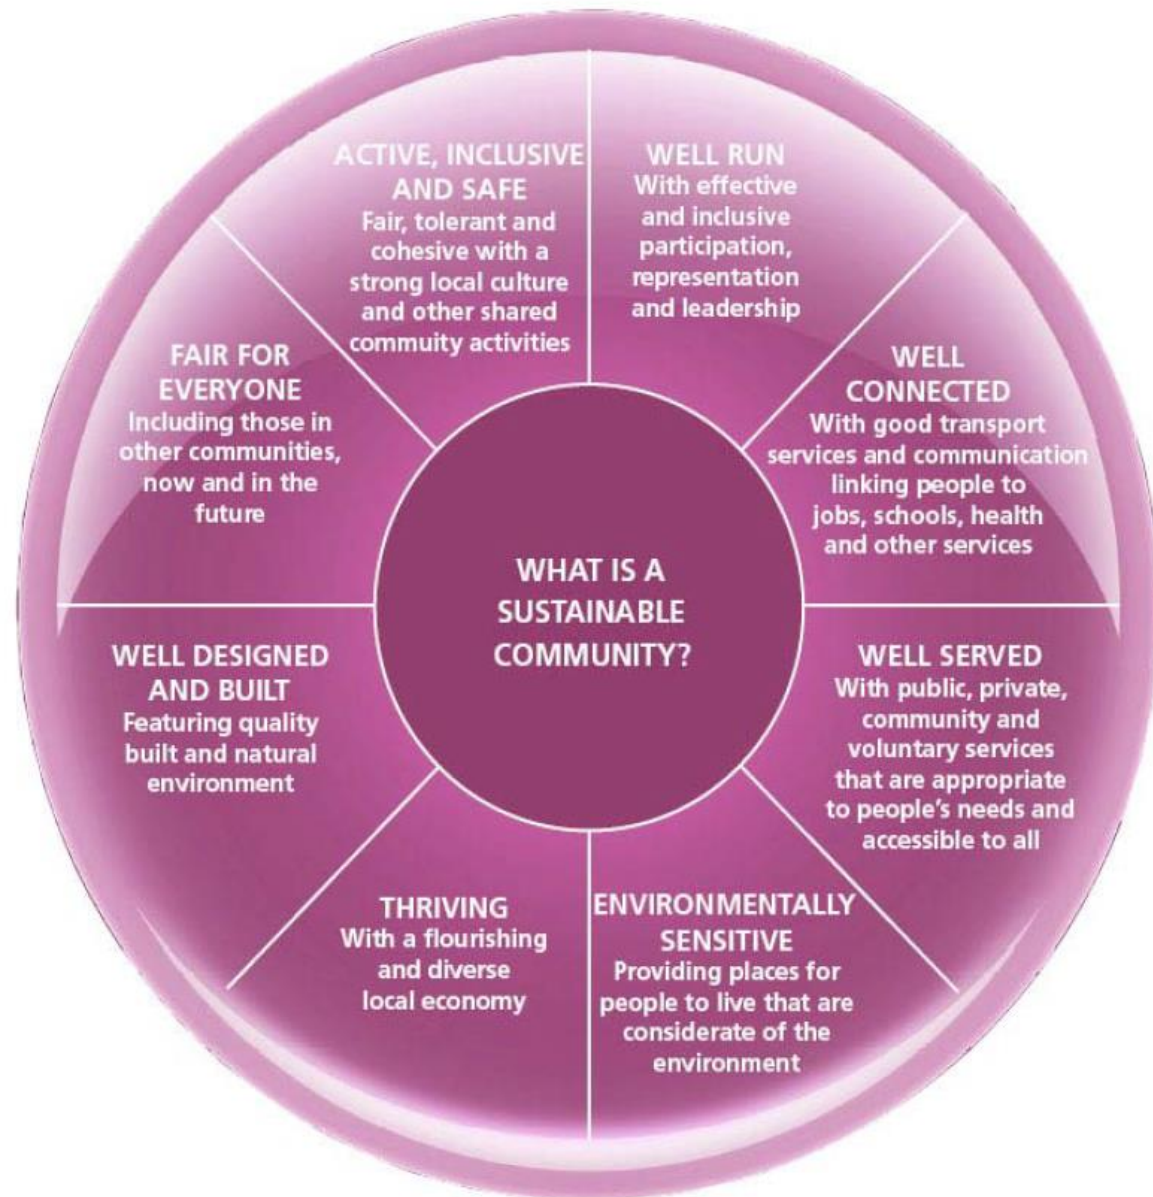 ACTIVE, INCLUSIVE
AND SAFE
Fair, tolerant and
cohesive with a
strong local culture
and other shared
commuity activities
WELL RUN
With effective
and inclusive
participation,
representation
and leadership
WELL
CONNECTED
With good transport
services and communication
linking people to
jobs, schools, health
and other services
WELL SERVED
With public, private,
community and
voluntary services
that are appropriate
to people's needs and
accessible to all
ENVIRONMENTALLY
SENSITIVE
Providing places for
people to live that are
considerate of the
environment
THRIVING
With a flourishing
and diverse
local economy
WELL DESIGNED
AND BUILT
Featuring quality
built and natural
environment
FAIR FOR
EVERYONE
Including those in
other communities,
now and in the
future
WHAT IS A
SUSTAINABLE
COMMUNITY?